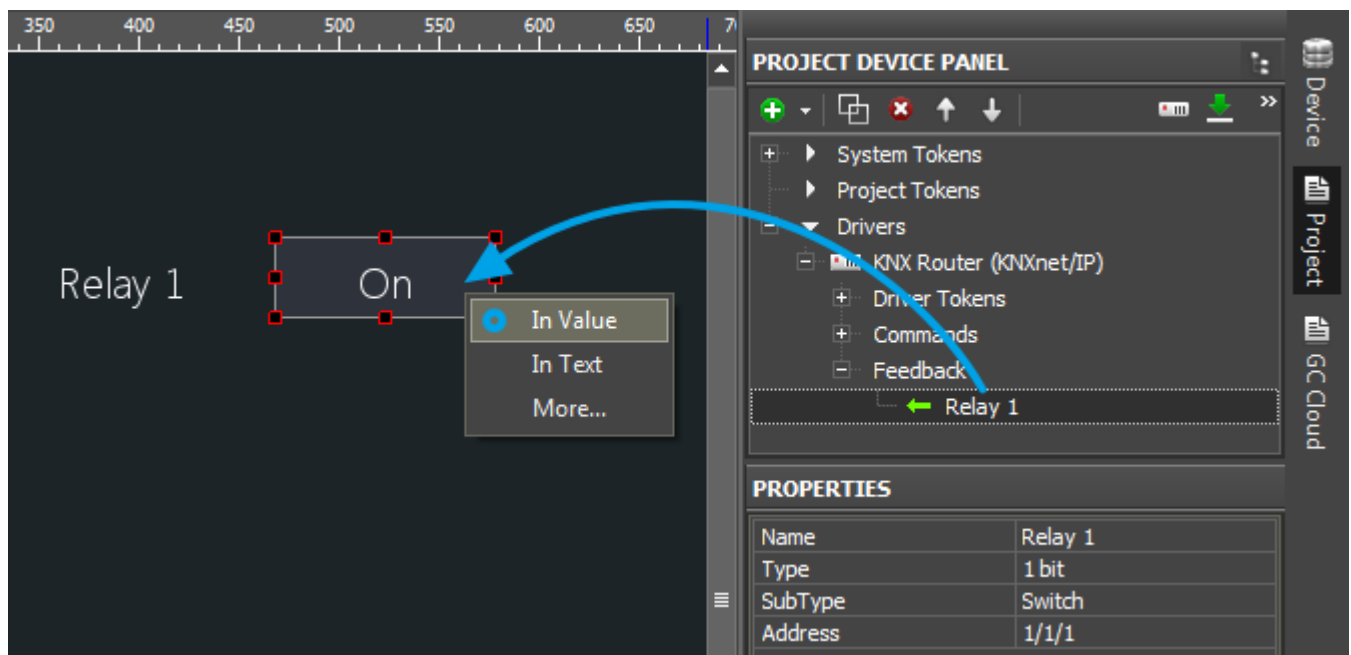 350 400 450 500 550 600 650
Relay 1
On
In Value
In Text
More...
PROJECT DEVICE PANEL
System Tokens
Project Tokens
Drivers
KNX Router (KNXnet/IP)
Driver Tokens
Commands
Feedback
Relay 1
PROPERTIES
Name Relay 1
Type 1 bit
SubType Switch
Address 1/1/1
Device
Project
GC Cloud